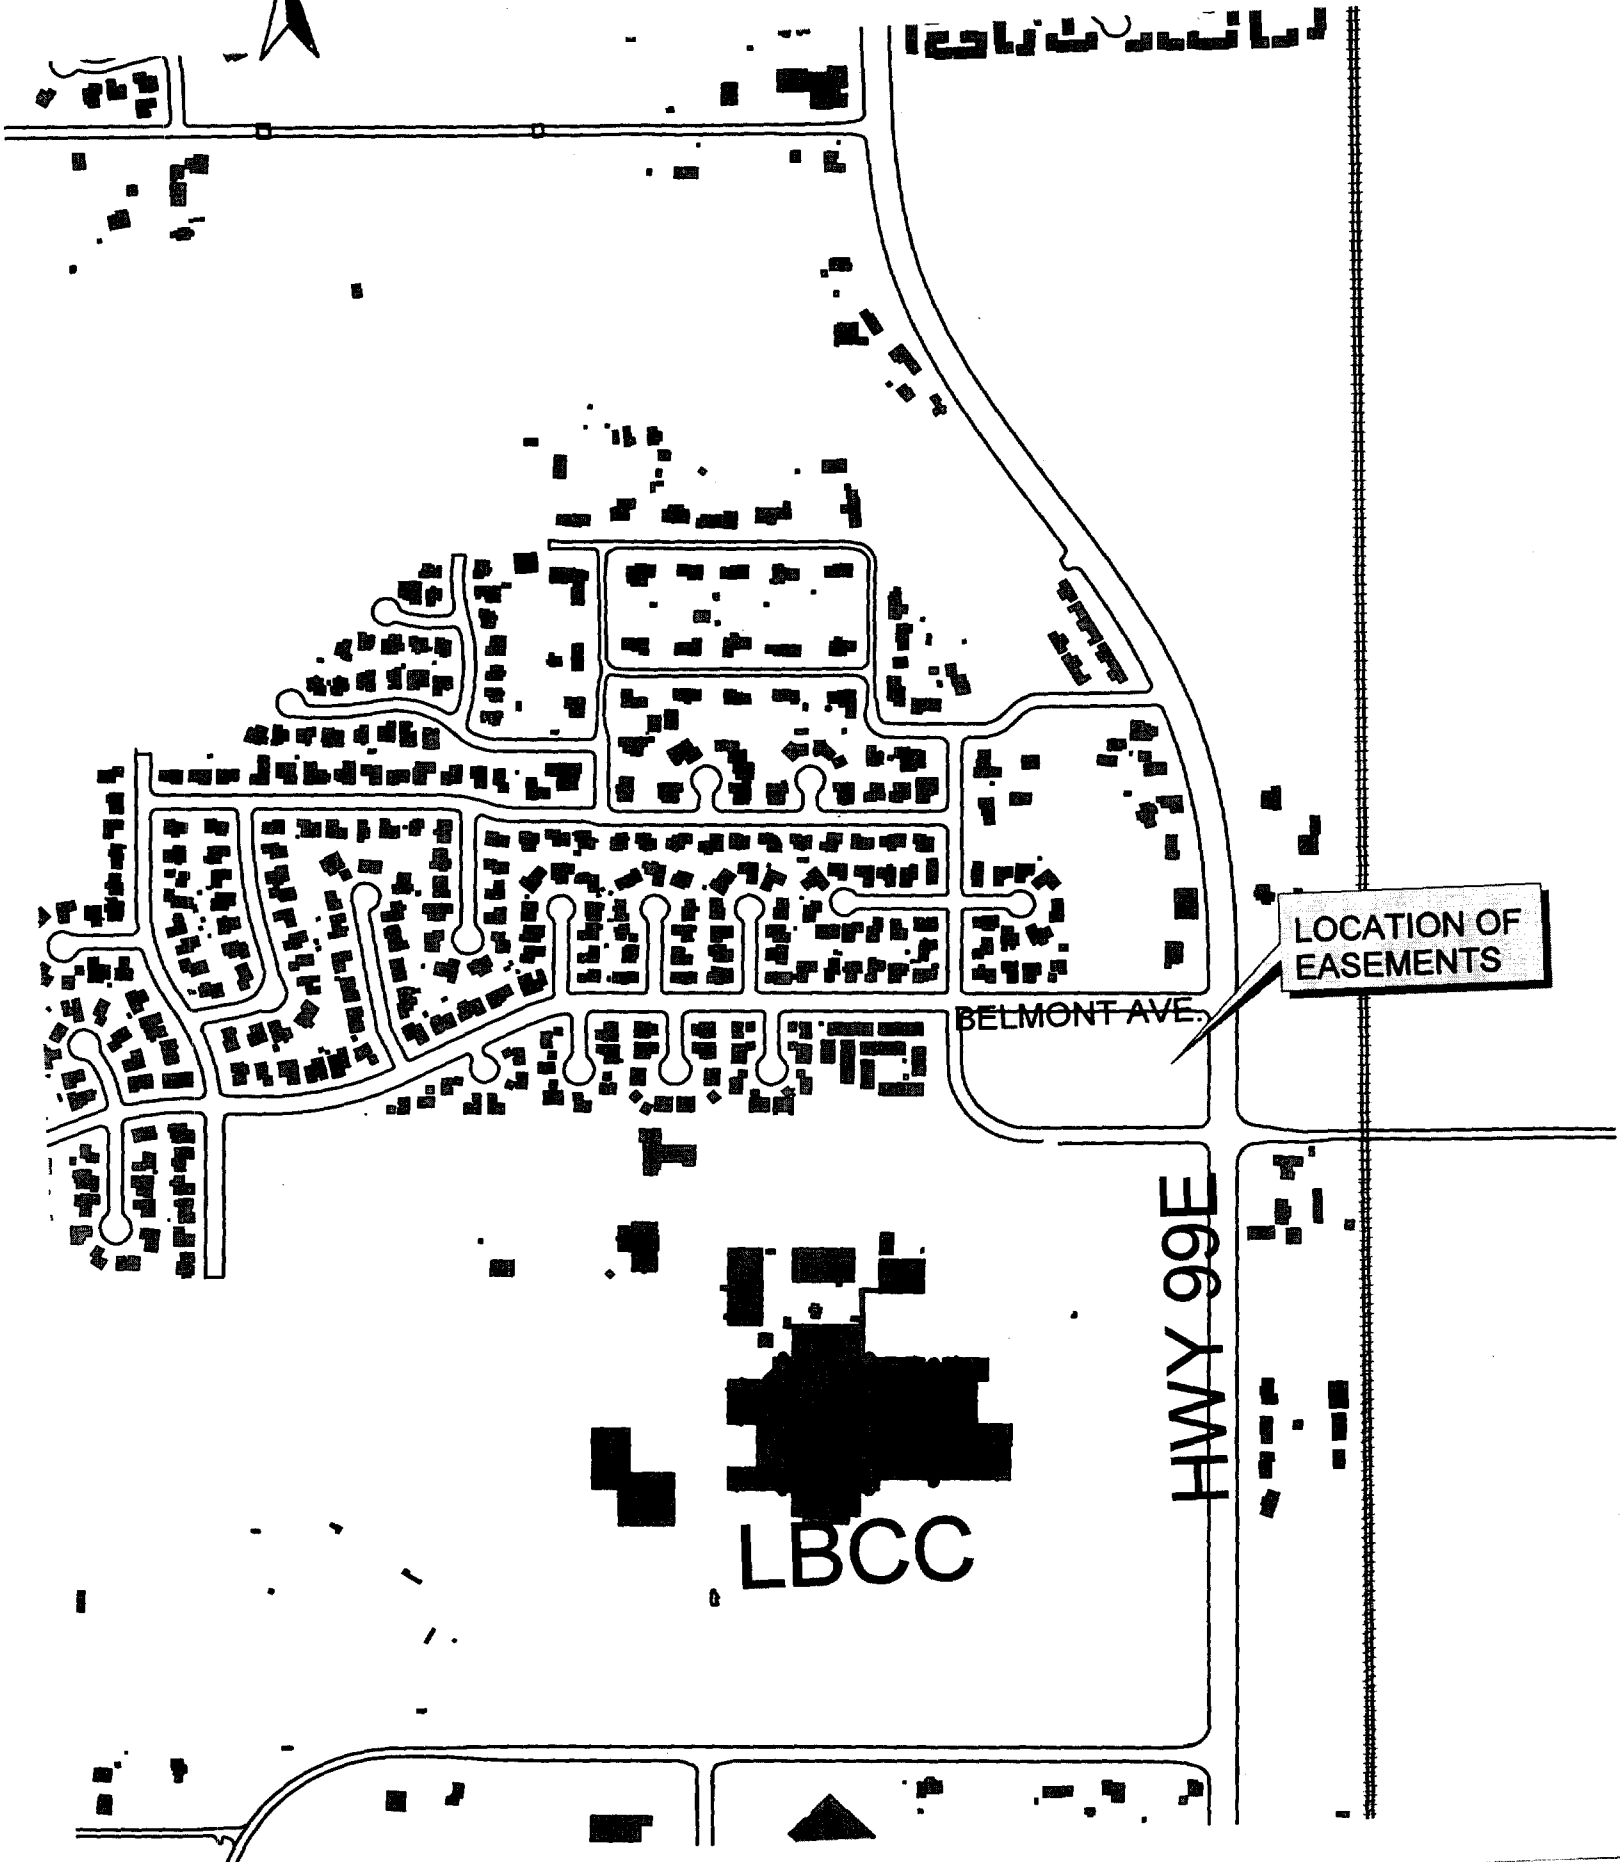 LOCATION OF
EASEMENTS
BELMONT AVE.
HWY 99E
LBCC